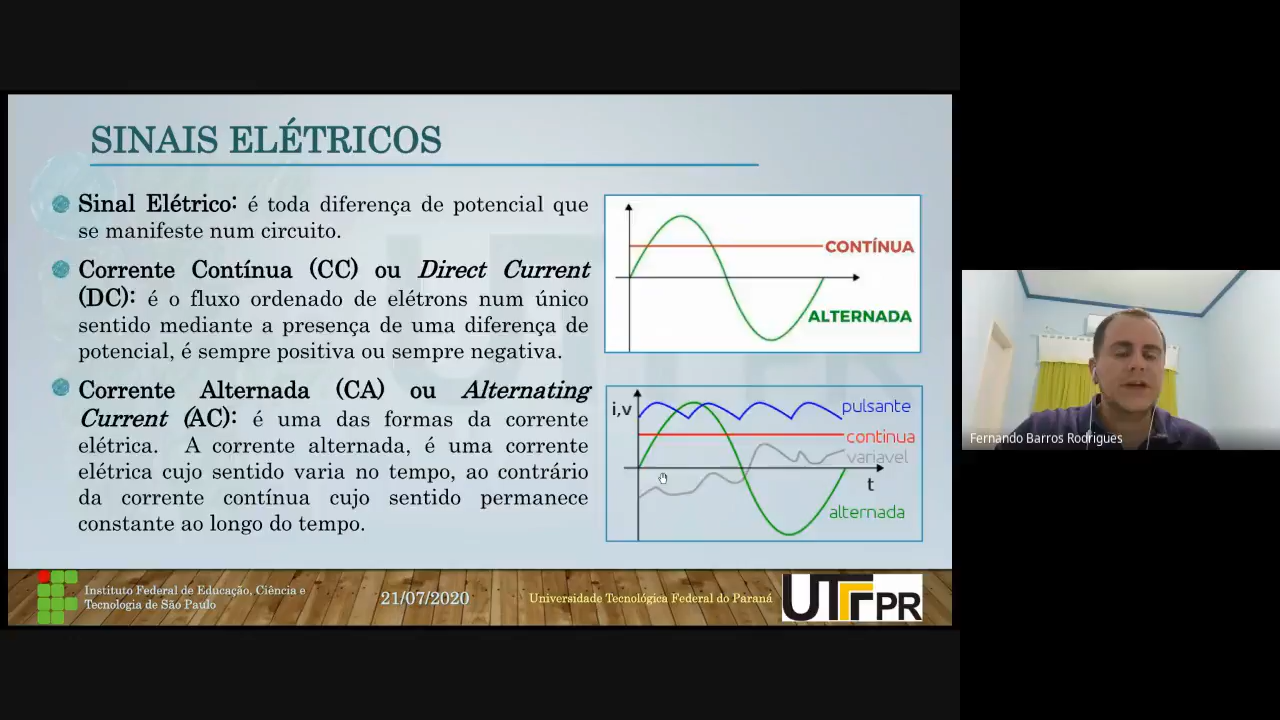 SINAIS ELÉTRICOS
Sinal Elétrico: é toda diferença de potencial que
se manifeste num circuito.
Corrente Contínua (CC) ou Direct Current
(DC): é o fluxo ordenado de elétrons num único
sentido mediante a presença de uma diferença de
potencial, é sempre positiva ou sempre negativa.
Corrente Alternada (CA) ou Alternating
Current (AC): é uma das formas da corrente
elétrica. A corrente alternada, é uma corrente
elétrica cujo sentido varia no tempo, ao contrário
da corrente contínua cujo sentido permanece
constante ao longo do tempo.
CONTÍNUA
ALTERNADA
i,v
pulsante
contínua
variavel
t
alternada
Instituto Federal de Educação, Ciência e
Tecnologia de São Paulo
21/07/2020
Universidade Tecnológica Federal do Paraná
UTFPR
Fernando Barros Rodrigues